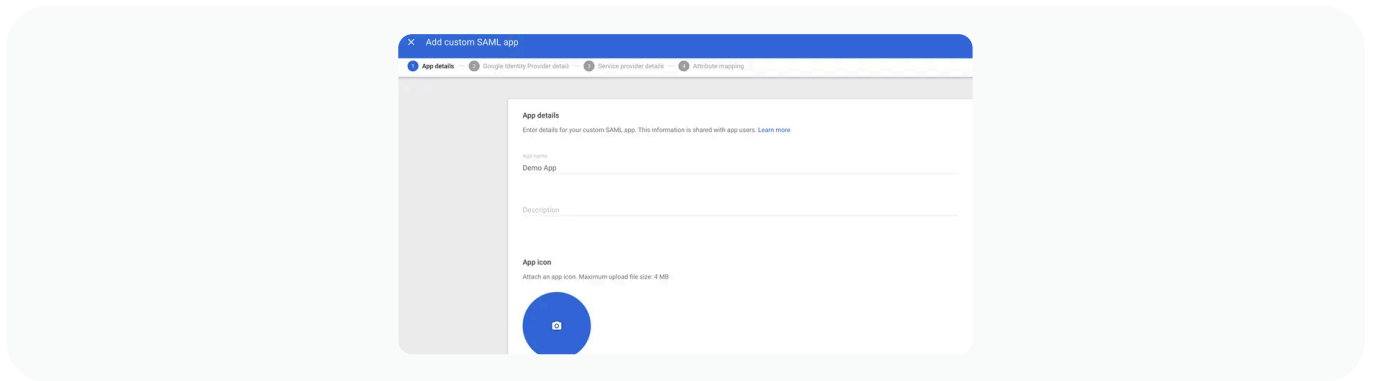 × Add custom SAML app
1 App details — 2 Google Identity Provider detail: — 3 Service provider details — 4 Attribute mapping
App details
Enter details for your custom SAML app. This information is shared with app users. Learn more
App name
Demo App
Description
App icon
Attach an app icon. Maximum upload file size: 4 MB